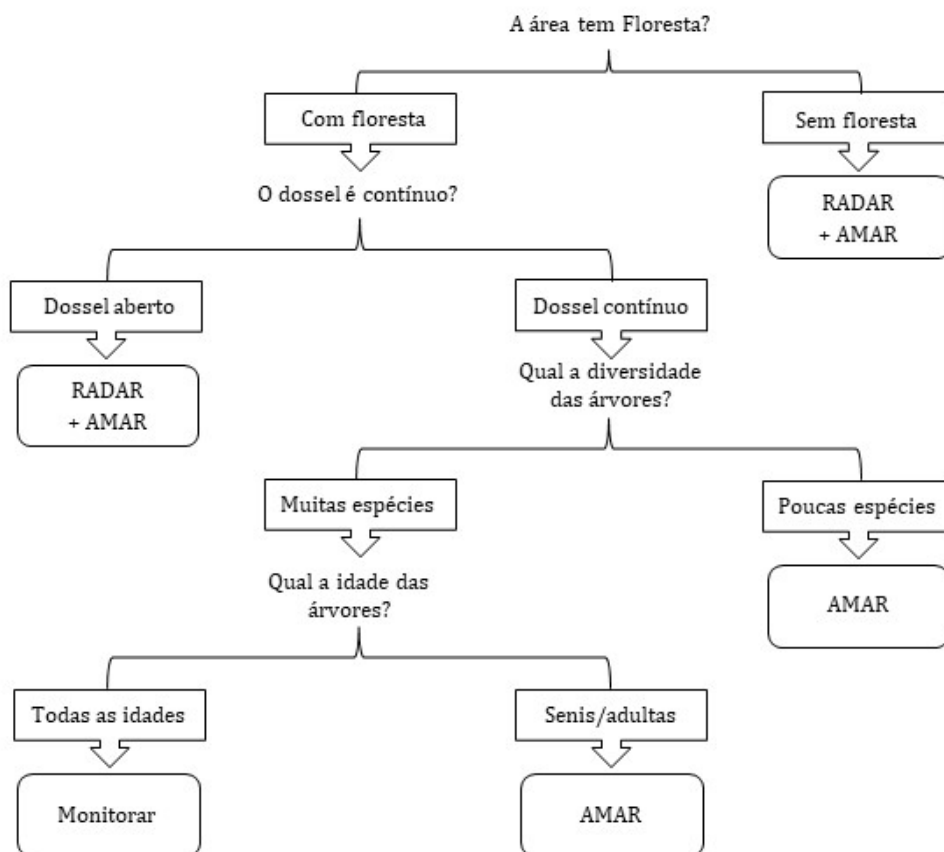 A área tem Floresta?
Com floresta
Sem floresta
O dossel é contínuo?
RADAR
+ AMAR
Dossel aberto
Dossel contínuo
RADAR
+ AMAR
Qual a diversidade
das árvores?
Muitas espécies
Poucas espécies
Qual a idade das
árvores?
AMAR
Todas as idades
Senis/adultas
Monitorar
AMAR